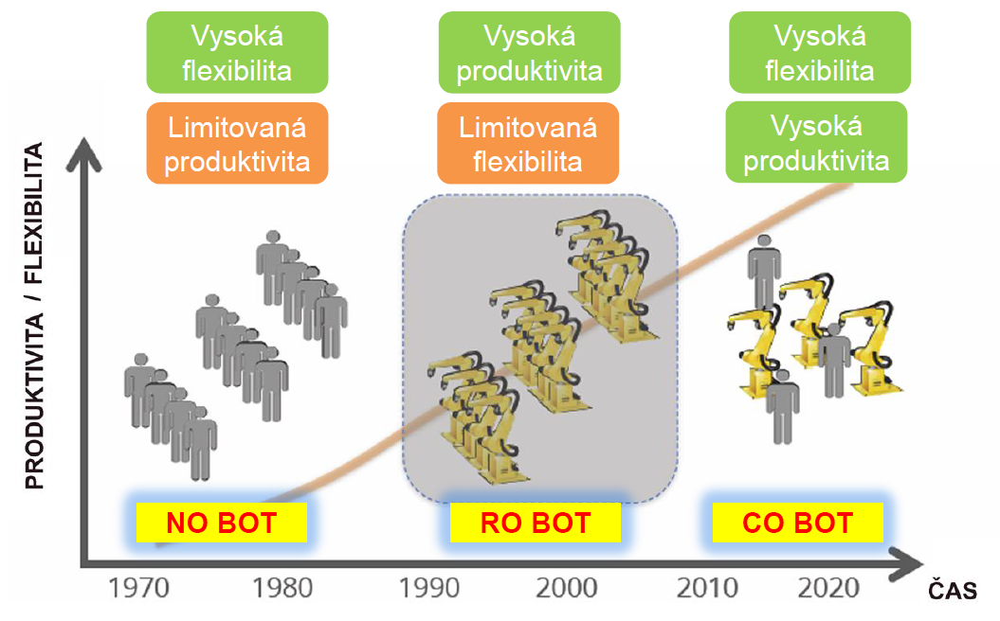 Vysoká
flexibilita
Limitovaná
produktivita
Vysoká
produktivita
Limitovaná
flexibilita
Vysoká
flexibilita
Vysoká
produktivita
PRODUKTIVITA / FLEXIBILITA
NO BOT
RO BOT
CO BOT
1970 1980 1990 2000 2010 2020
ČAS